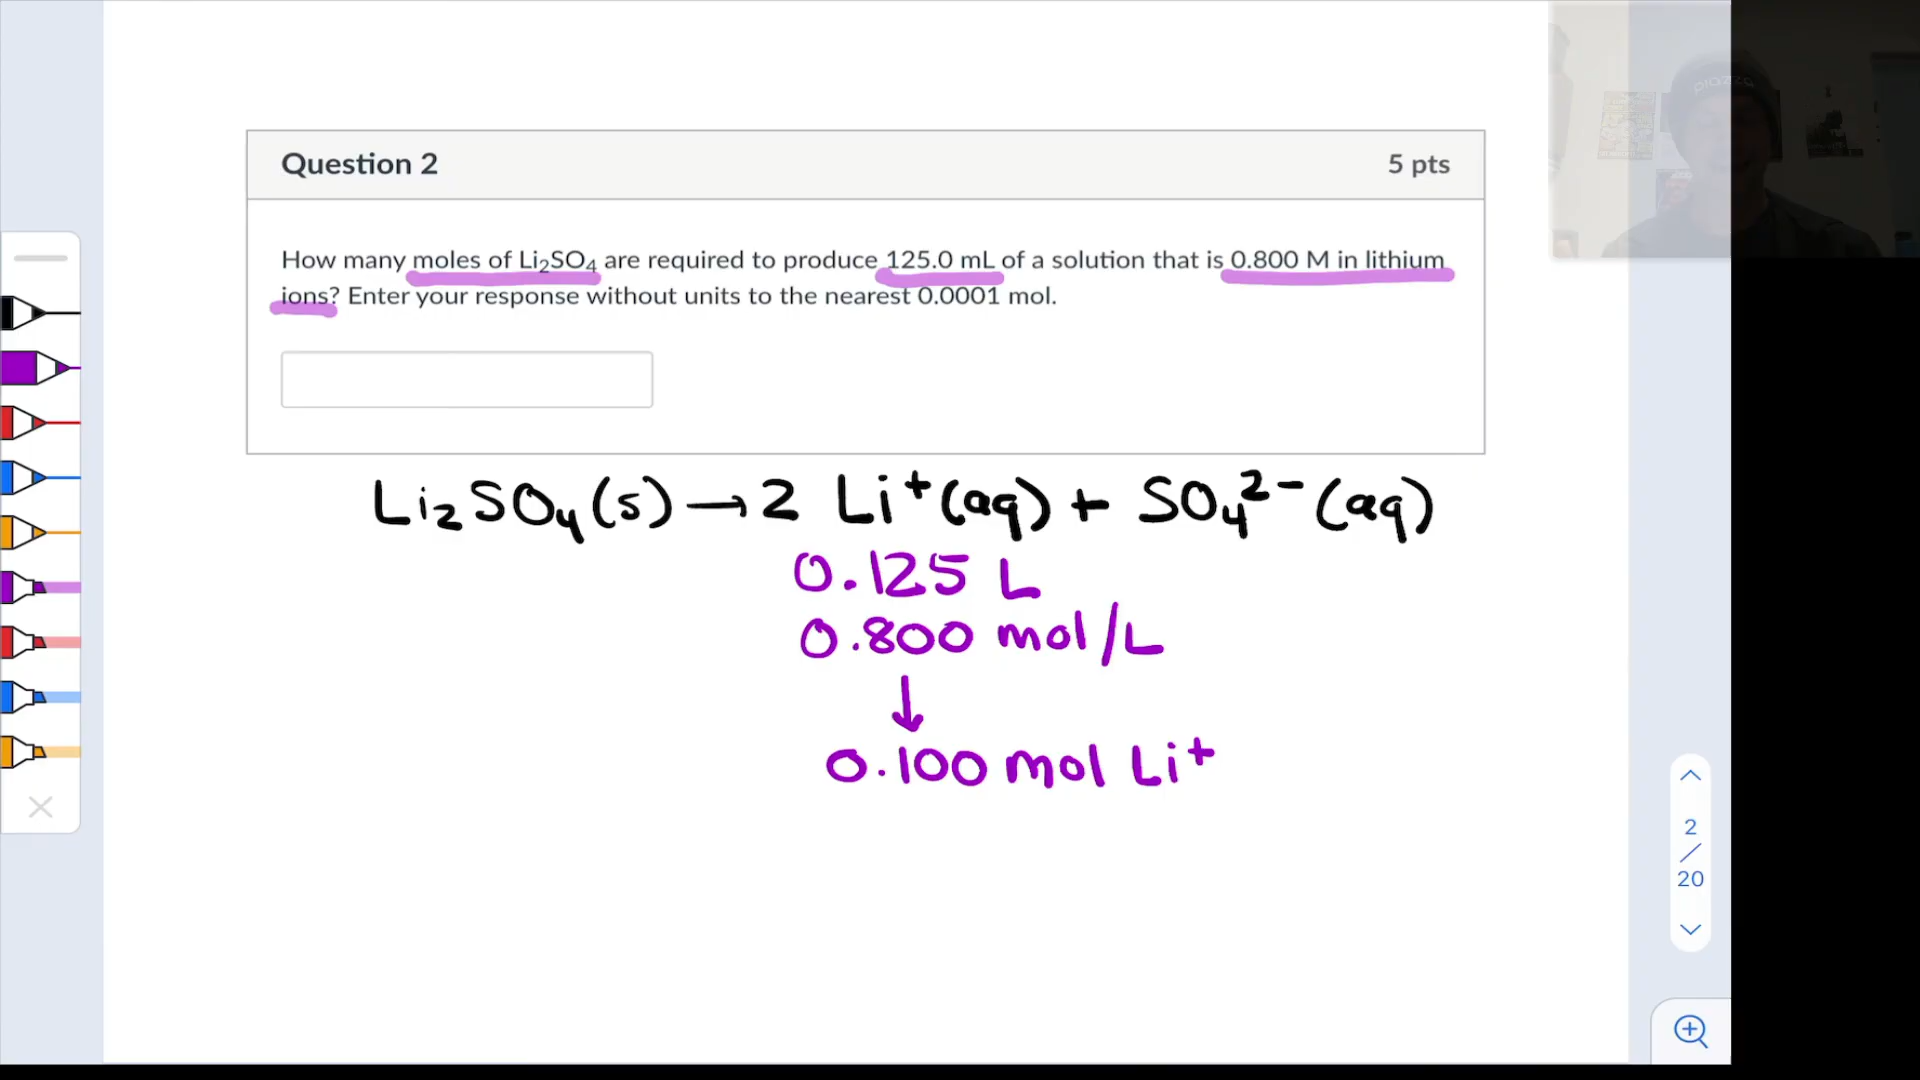 piazza
Question 2
5 pts
How many moles of Li₂SO₄ are required to produce 125.0 mL of a solution that is 0.800 M in lithium
ions? Enter your response without units to the nearest 0.0001 mol.
Li₂SO₄(s) → 2 Li⁺(aq) + SO₄²⁻(aq)
0.125 L
0.800 mol/L
↓
0.100 mol Li⁺
2
/
20